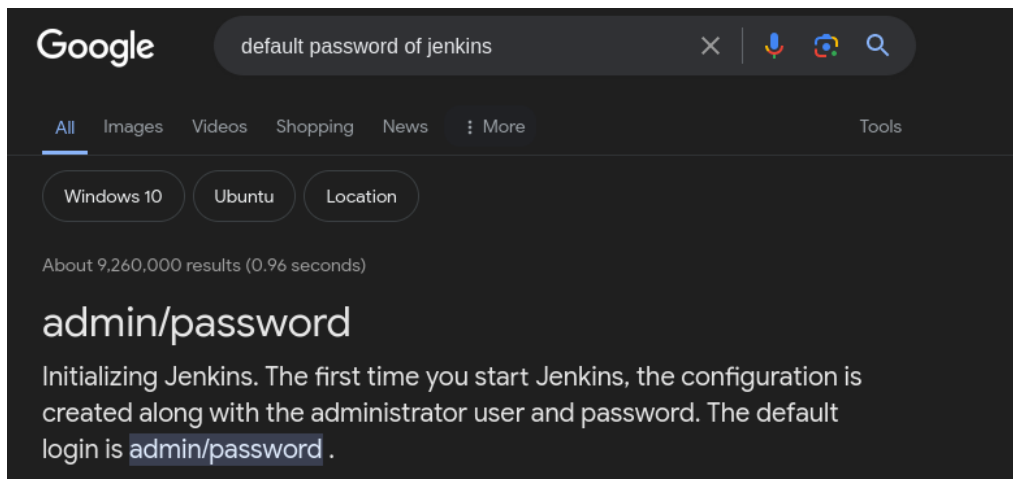 Google
default password of jenkins
All Images Videos Shopping News More
Tools
Windows 10 Ubuntu Location
About 9,260,000 results (0.96 seconds)
admin/password
Initializing Jenkins. The first time you start Jenkins, the configuration is
created along with the administrator user and password. The default
login is admin/password .